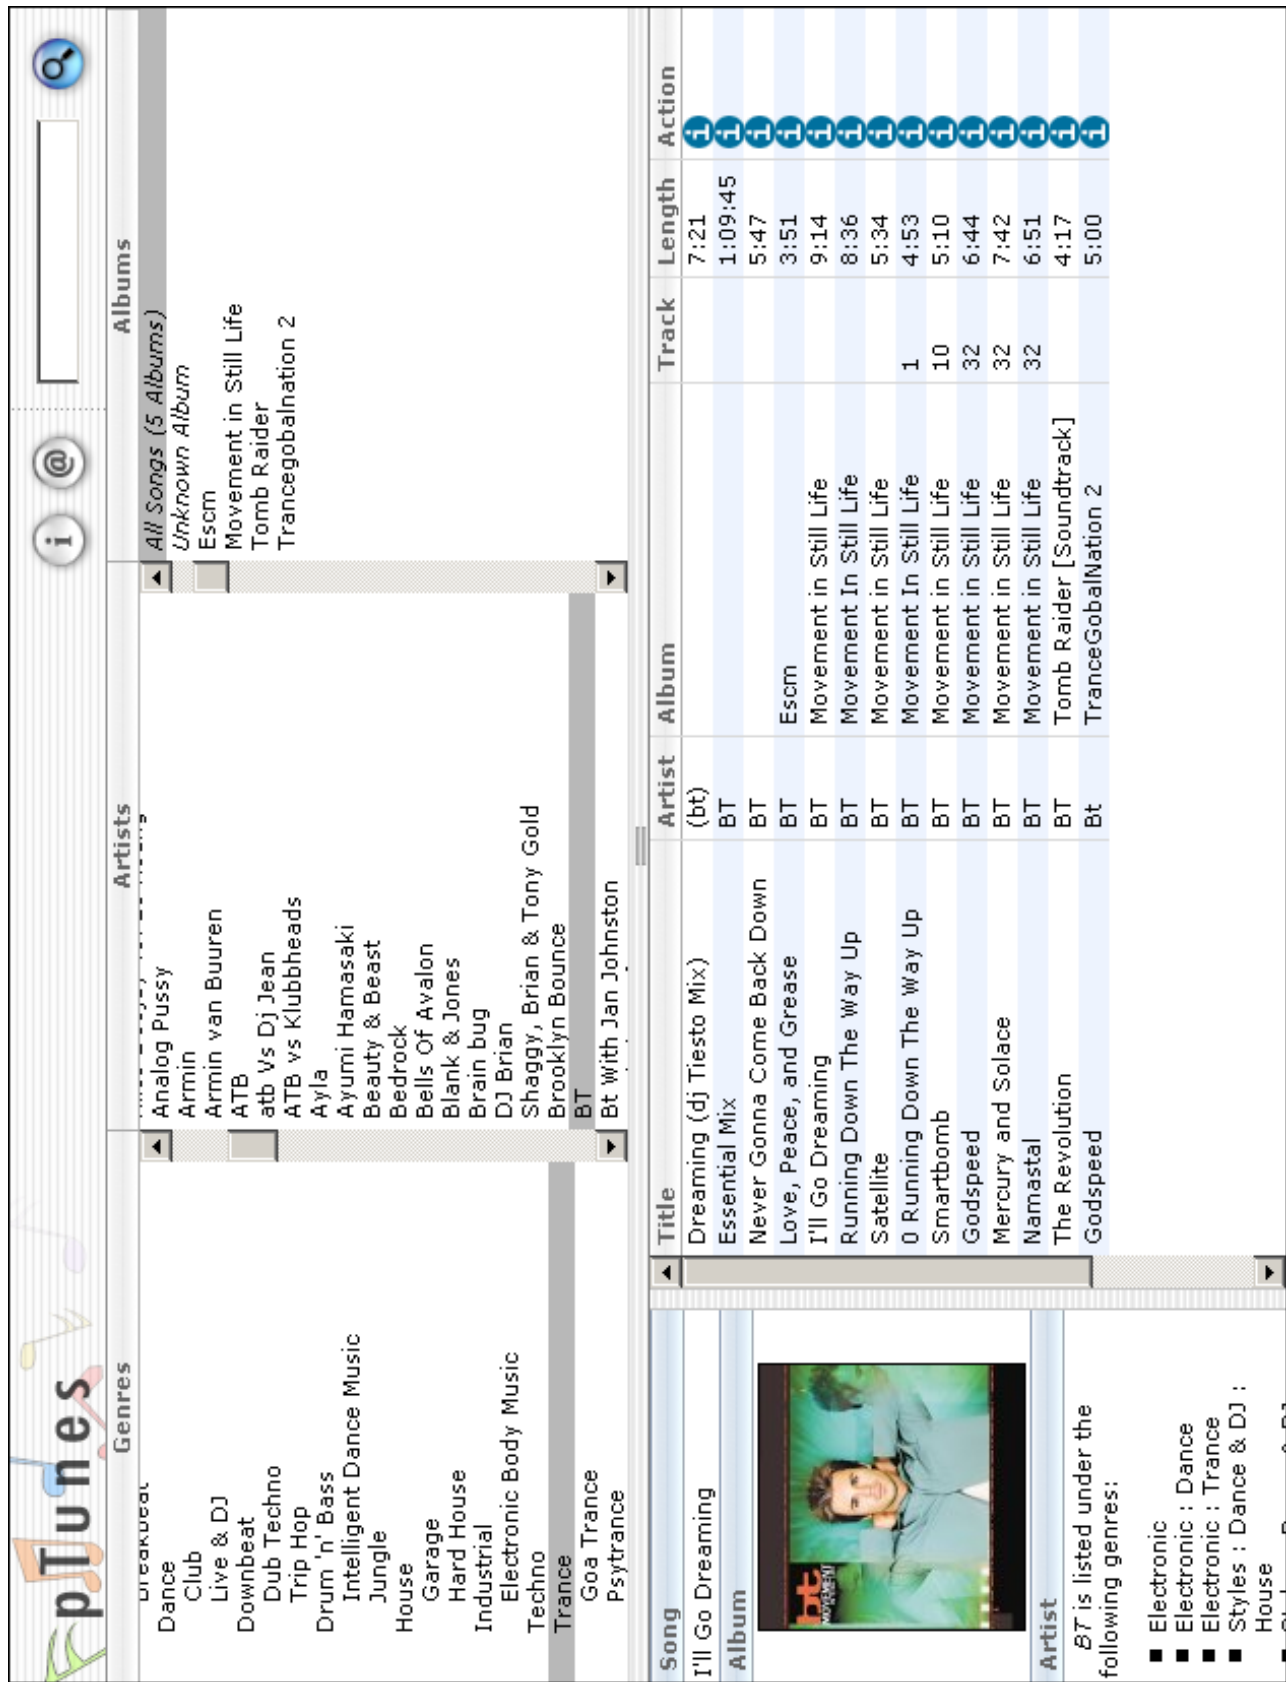 EpTunes
i @
Genres
Dance
Club
Live & DJ
Downbeat
Dub Techno
Trip Hop
Drum 'n' Bass
Intelligent Dance Music
Jungle
House
Garage
Hard House
Industrial
Electronic Body Music
Techno
Trance
Goa Trance
Psytrance
Artists
Analog Pussy
Armin
Armin van Buuren
ATB
atb Vs Dj Jean
ATB vs Klubbheads
Ayla
Ayumi Hamasaki
Beauty & Beast
Bedrock
Bells Of Avalon
Blank & Jones
Brain bug
DJ Brian
Shaggy, Brian & Tony Gold
Brooklyn Bounce
BT
Bt With Jan Johnston
Albums
All Songs (5 Albums)
Unknown Album
Escm
Movement in Still Life
Tomb Raider
Trancegobalnation 2
Song
I'll Go Dreaming
Album
bt
MOVEMENT
Artist
BT is listed under the
following genres:
Electronic
Electronic : Dance
Electronic : Trance
Styles : Dance & DJ :
House
Title Artist Album Track Length Action
Dreaming (dj Tiesto Mix) (bt) 7:21
Essential Mix BT 1:09:45
Never Gonna Come Back Down BT 5:47
Love, Peace, and Grease BT Escm 3:51
I'll Go Dreaming BT Movement in Still Life 9:14
Running Down The Way Up BT Movement In Still Life 8:36
Satellite BT Movement in Still Life 5:34
0 Running Down The Way Up BT Movement In Still Life 1 4:53
Smartbomb BT Movement in Still Life 10 5:10
Godspeed BT Movement in Still Life 32 6:44
Mercury and Solace BT Movement in Still Life 32 7:42
Namastal BT Movement in Still Life 32 6:51
The Revolution BT Tomb Raider [Soundtrack] 4:17
Godspeed Bt TranceGobalNation 2 5:00